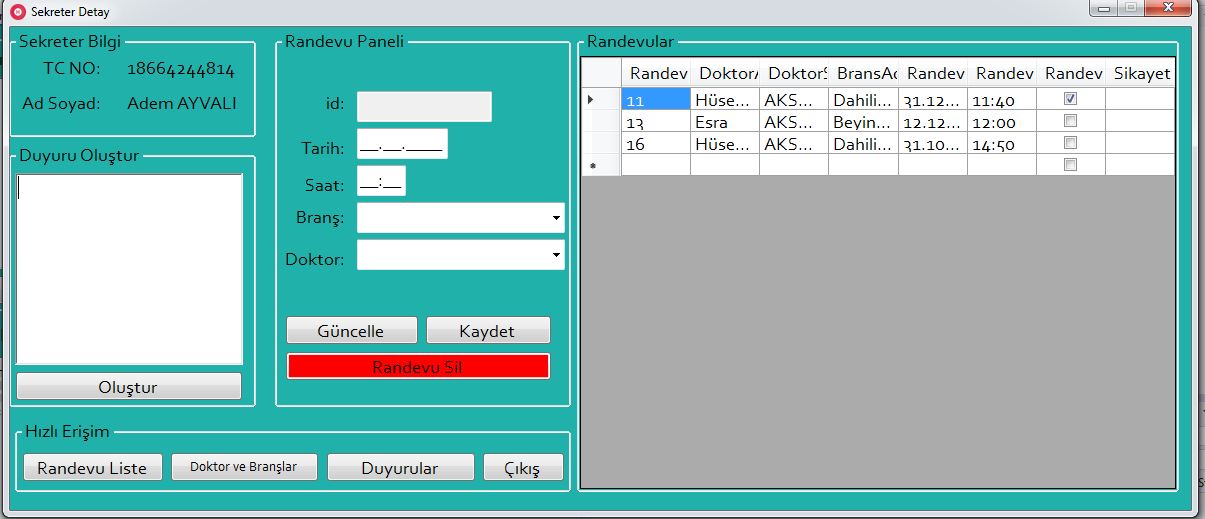 Sekreter Detay
Sekreter Bilgi
TC NO: 18664244814
Ad Soyad: Adem AYVALI
Duyuru Oluştur
Oluştur
Randevu Paneli
id:
Tarih: __.__.____
Saat: __:__
Branş:
Doktor:
Güncelle Kaydet
Randevu Sil
Hızlı Erişim
Randevu Liste Doktor ve Branşlar Duyurular Çıkış
Randevular
Randev DoktorA DoktorS BransAd Randev Randev Randev Sikayet
11 Hüse... AKS... Dahili... 31.12... 11:40
13 Esra AKS... Beyin... 12.12... 12:00
16 Hüse... AKS... Dahili... 31.10... 14:50